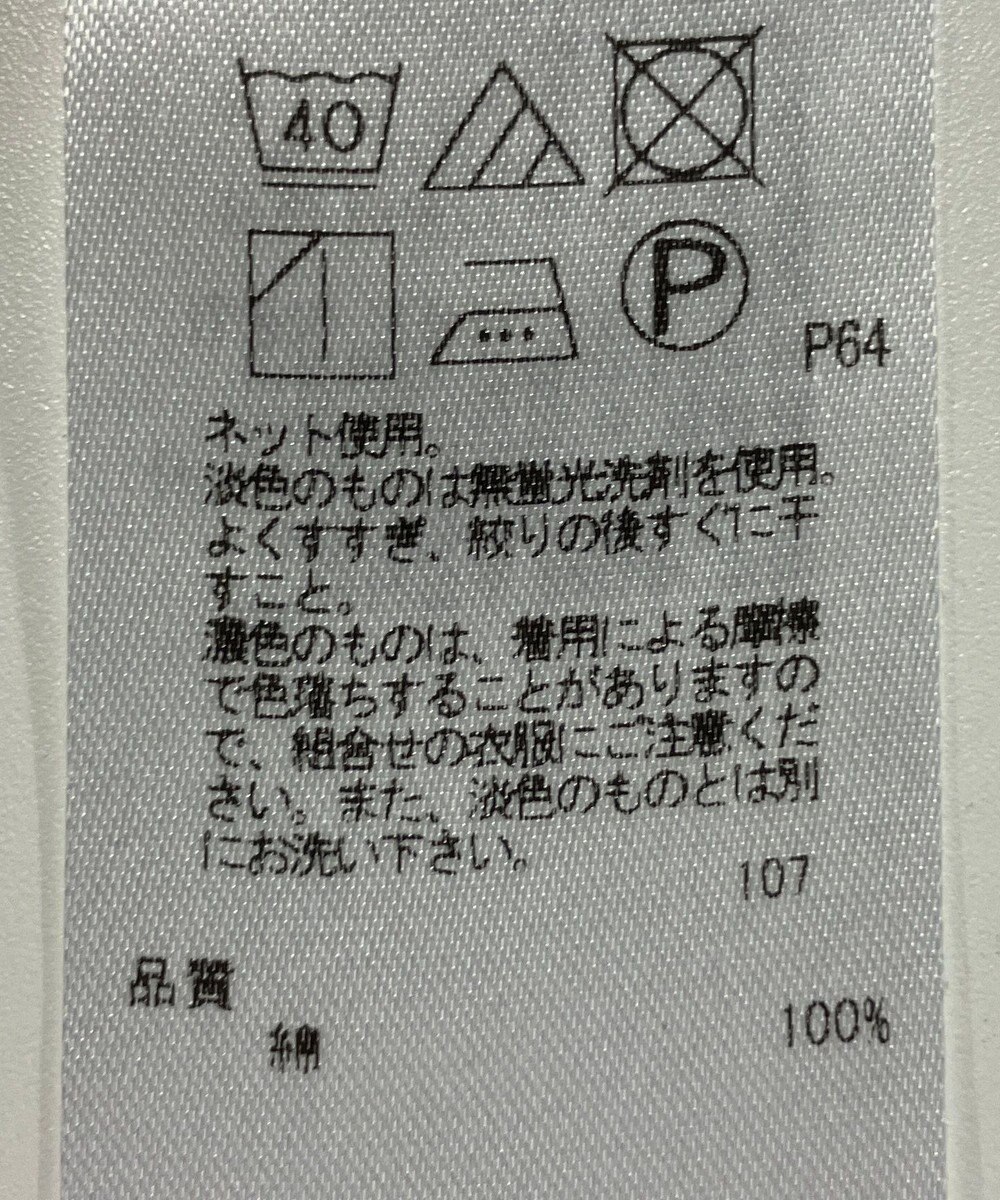 40
P
P64
ネット使用。
淡色のものは無蛍光洗剤を使用。
よくすすぎ、絞りの後すぐに干
すこと。
濃色のものは、着用による摩擦
で色落ちすることがありますの
で、組合せの衣服にご注意くだ
さい。また、淡色のものとは別
にお洗い下さい。
107
品質
綿 100%